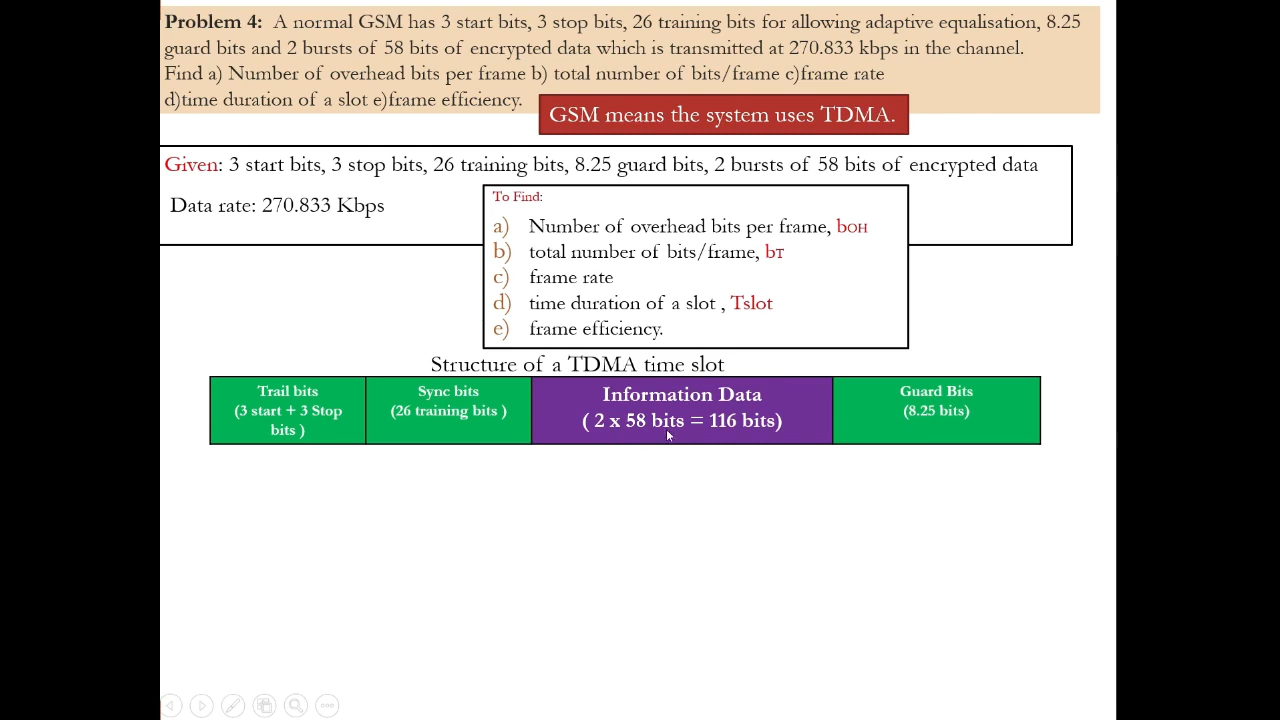 Problem 4: A normal GSM has 3 start bits, 3 stop bits, 26 training bits for allowing adaptive equalisation, 8.25
guard bits and 2 bursts of 58 bits of encrypted data which is transmitted at 270.833 kbps in the channel.
Find a) Number of overhead bits per frame b) total number of bits/frame c)frame rate
d)time duration of a slot e)frame efficiency.
GSM means the system uses TDMA.
Given: 3 start bits, 3 stop bits, 26 training bits, 8.25 guard bits, 2 bursts of 58 bits of encrypted data
Data rate: 270.833 Kbps
To Find:
a) Number of overhead bits per frame, bOH
b) total number of bits/frame, bT
c) frame rate
d) time duration of a slot , Tslot
e) frame efficiency.
Structure of a TDMA time slot
Trail bits
(3 start + 3 Stop
bits )
Sync bits
(26 training bits )
Information Data
( 2 x 58 bits = 116 bits)
Guard Bits
(8.25 bits)